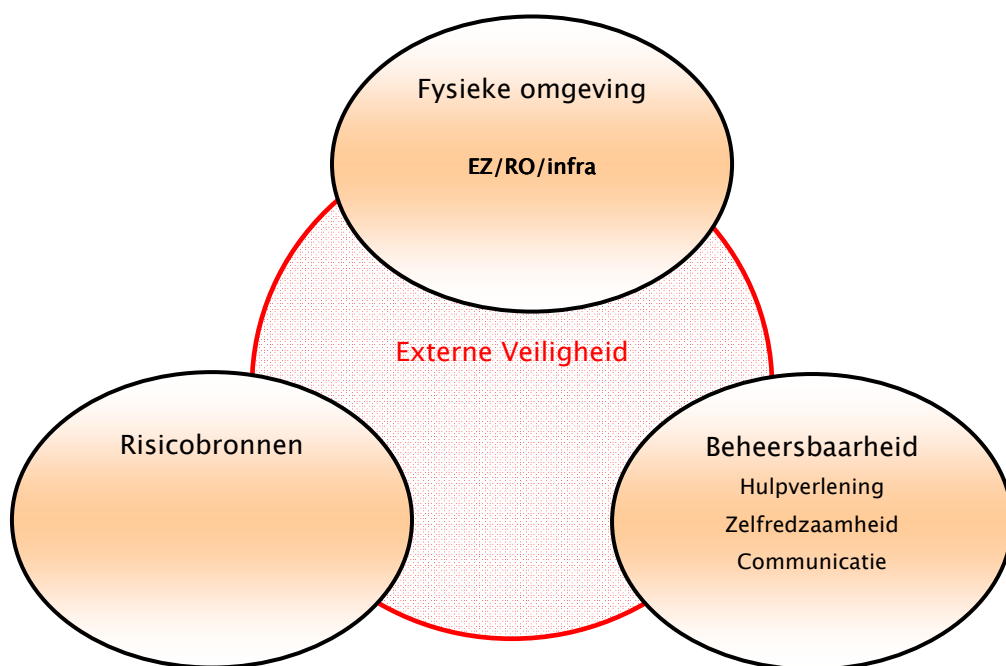 Fysieke omgeving
EZ/RO/infra
Externe Veiligheid
Risicobronnen
Beheersbaarheid
Hulpverlening
Zelfredzaamheid
Communicatie